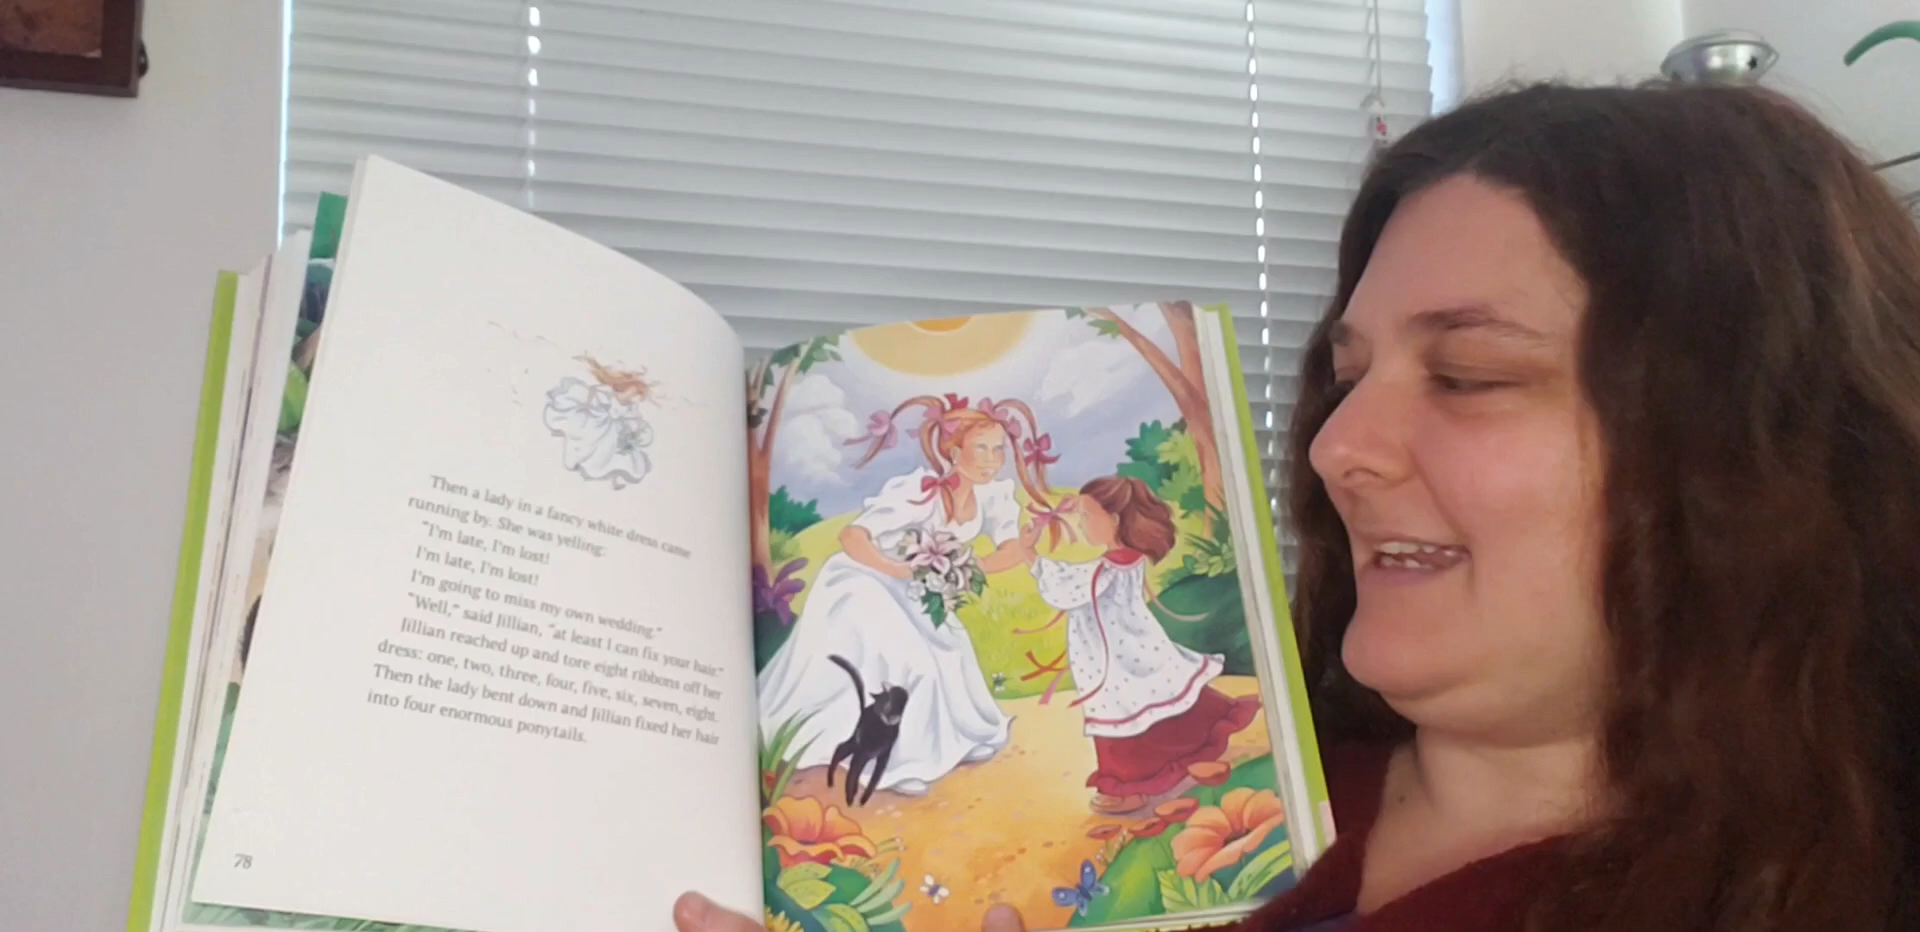 Then a lady in a fancy white dress came
running by. She was yelling:
"I'm late, I'm lost!
I'm late, I'm lost!
I'm going to miss my own wedding."
"Well," said Jillian, "at least I can fix your hair."
Jillian reached up and tore eight ribbons off her
dress: one, two, three, four, five, six, seven, eight.
Then the lady bent down and Jillian fixed her hair
into four enormous ponytails.
78